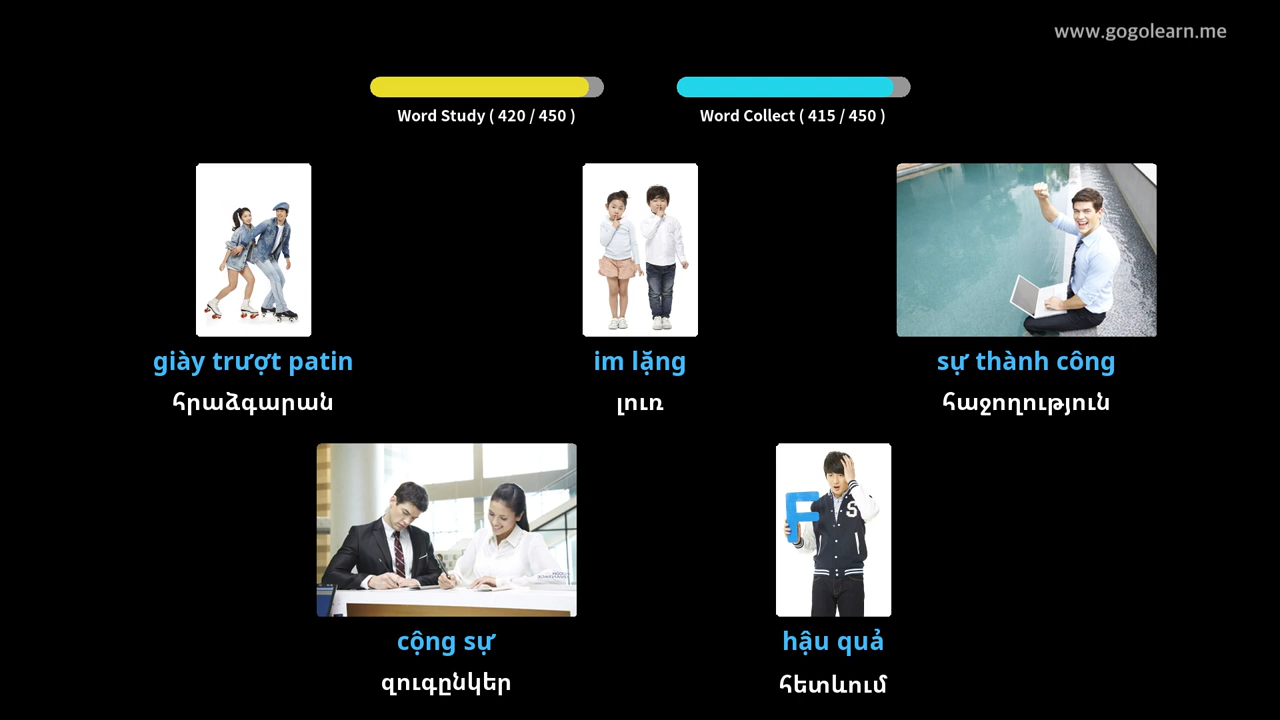 www.gogolearn.me
Word Study ( 420 / 450 )
Word Collect ( 415 / 450 )
giày trượt patin
հրաձգարան
im lặng
լուռ
sự thành công
հաջողություն
cộng sự
զուգընկեր
F S
hậu quả
հետևում